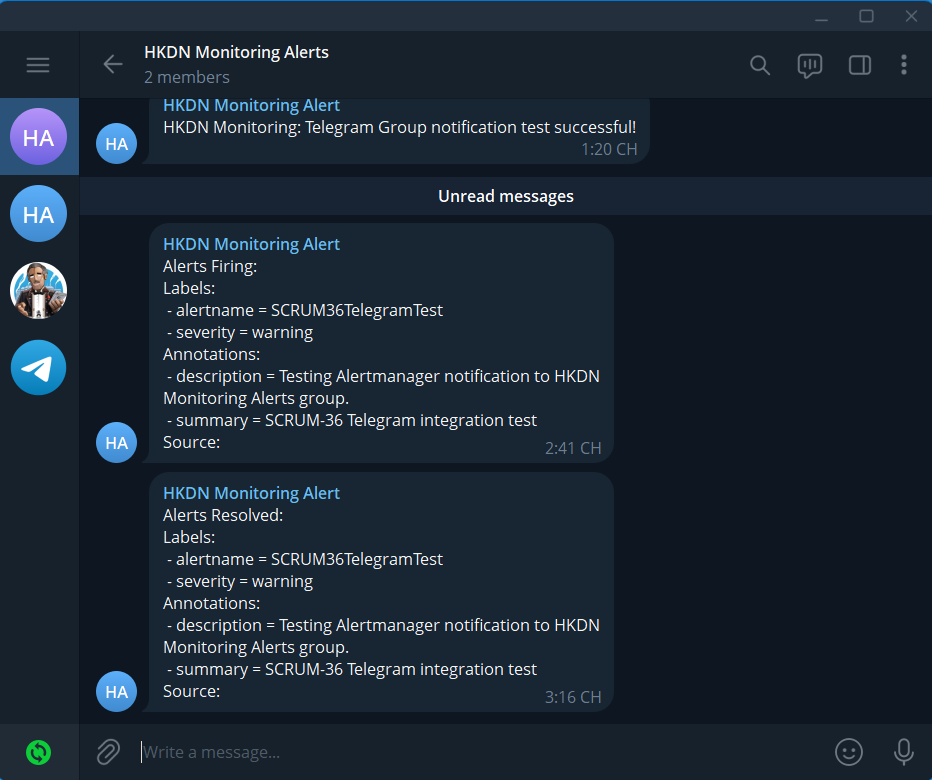 HKDN Monitoring Alerts
2 members
HA
HA
HKDN Monitoring Alert
HKDN Monitoring: Telegram Group notification test successful!
1:20 CH
HA
Unread messages
HKDN Monitoring Alert
Alerts Firing:
Labels:
- alertname = SCRUM36TelegramTest
- severity = warning
Annotations:
- description = Testing Alertmanager notification to HKDN
Monitoring Alerts group.
- summary = SCRUM-36 Telegram integration test
Source:
2:41 CH
HA
HKDN Monitoring Alert
Alerts Resolved:
Labels:
- alertname = SCRUM36TelegramTest
- severity = warning
Annotations:
- description = Testing Alertmanager notification to HKDN
Monitoring Alerts group.
- summary = SCRUM-36 Telegram integration test
Source:
3:16 CH
HA
Write a message...